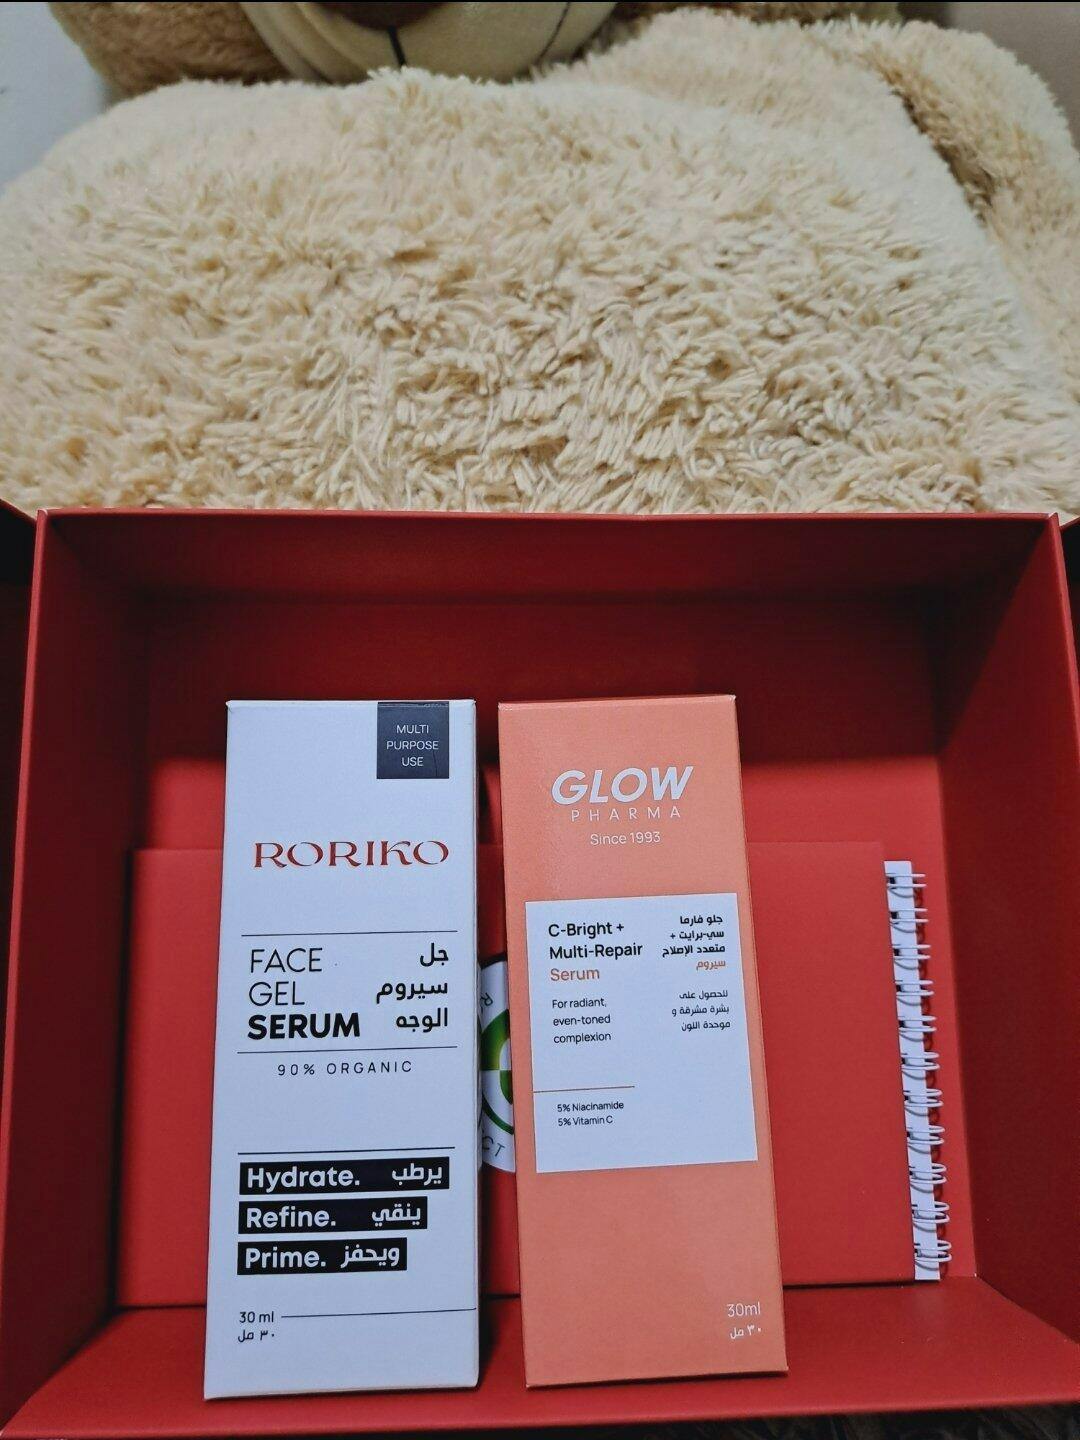 MULTI
PURPOSE
USE
RORIKO
FACE
GEL
SERUM
جل
سيروم
الوجه
90% ORGANIC
Hydrate. يرطب
Refine. ينقي
Prime. ويحفز
30 ml
٣٠ مل
GLOW
PHARMA
Since 1993
C-Bright +
Multi-Repair
Serum
For radiant,
even-toned
complexion
جلو فارما
سي-برايت +
متعدد الإصلاح
سيروم
للحصول على
بشرة مشرقة و
موحدة اللون
5% Niacinamide
5% Vitamin C
30ml
٣٠ مل